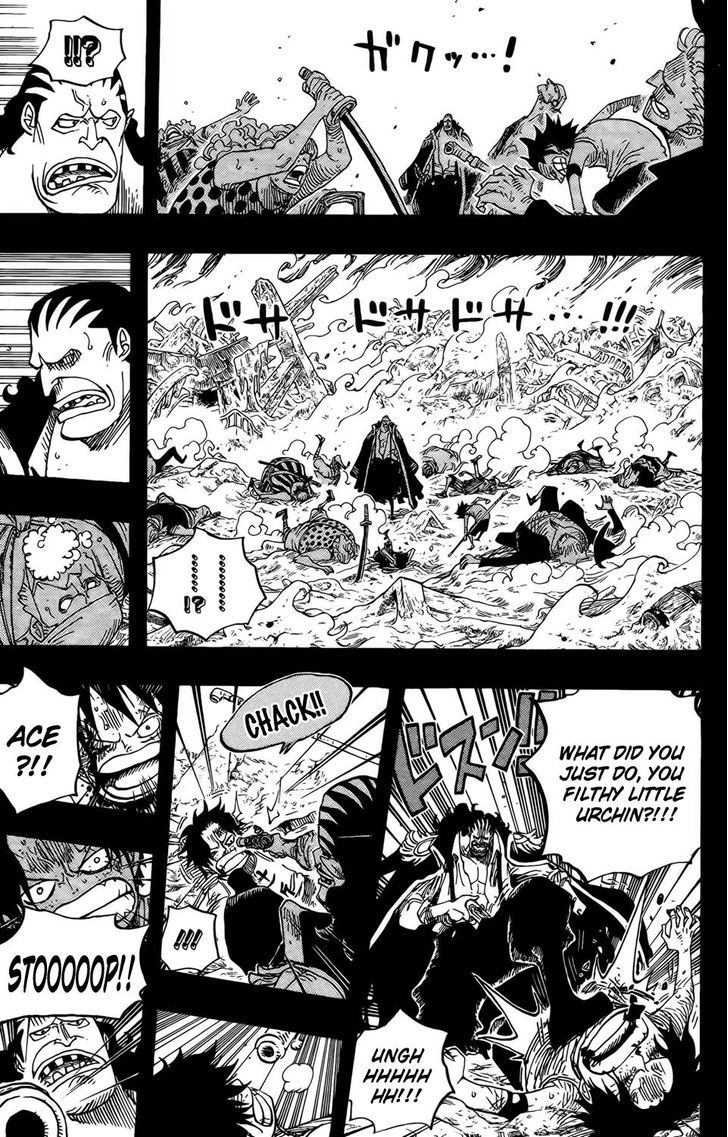 ガクッ…!
!!?
ドサ ドサドサ…!!!
………
………
!?
WHAT DID YOU
JUST DO, YOU
FILTHY LITTLE
URCHIN?!!!
ドスン!!
UNGH
HHHHH
HH!!!
CHACK!!
!!!
ACE
?!!!
STOOOOOP!!